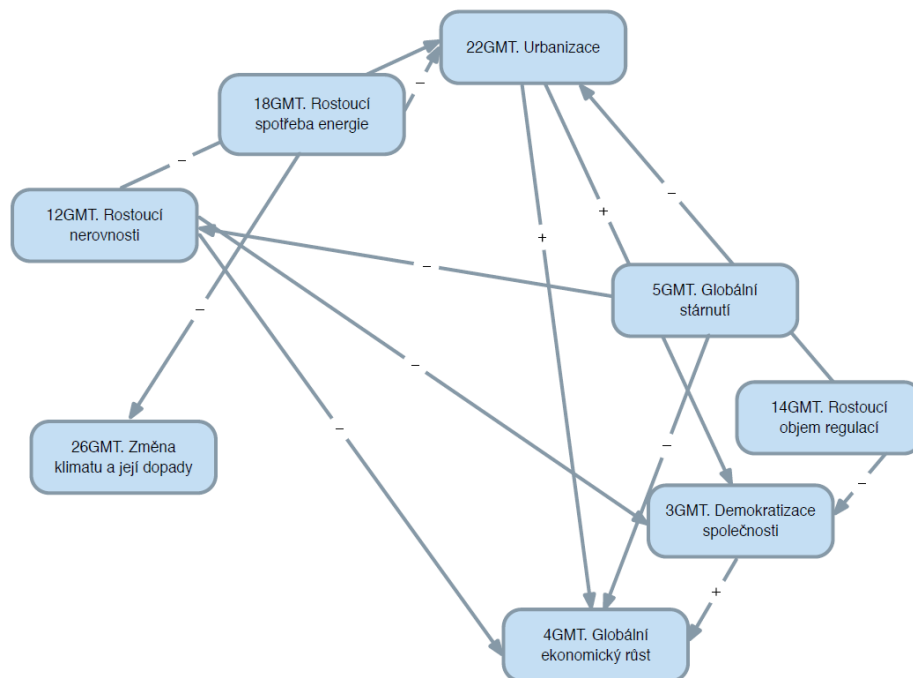 22GMT. Urbanizace
–
18GMT. Rostoucí
spotřeba energie
–
12GMT. Rostoucí
nerovnosti
–
–
+
+
–
5GMT. Globální
stárnutí
–
–
–
–
14GMT. Rostoucí
objem regulací
26GMT. Změna
klimatu a její dopady
–
–
3GMT. Demokratizace
společnosti
+
4GMT. Globální
ekonomický růst